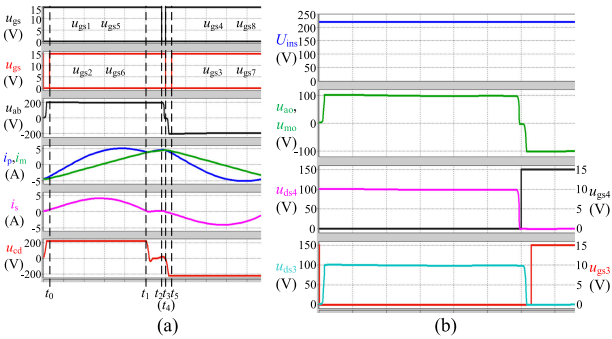 u_gs (V) 15 10 5 0 u_gs1 u_gs5 u_gs4 u_gs8
u_gs (V) 15 10 5 0 u_gs2 u_gs6 u_gs3 u_gs7
u_ab (V) 200 0 -200
i_p, i_m (A) 5 0 -5
i_s (A) 5 0 -5
u_cd (V) 200 0 -200
t_0 t_1 t_2 t_3 t_5
(t_4)
(a)
U_ins (V) 250 200 150 100 50 0
u_ao, u_mo (V) 100 0 -100
u_ds4 (V) 150 100 50 0 15 10 5 0 u_gs4 (V)
u_ds3 (V) 150 100 50 0 15 10 5 0 u_gs3 (V)
(b)